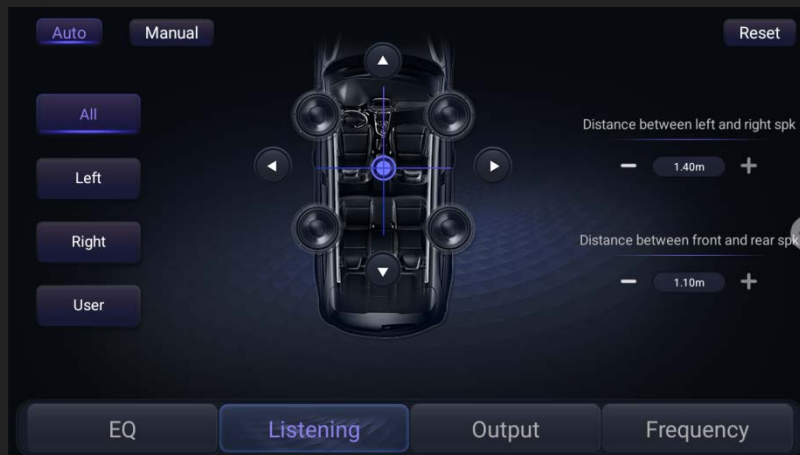 Auto
Manual
Reset
All
Left
Right
User
Distance between left and right spk
1.40m
Distance between front and rear spk
1.10m
EQ
Listening
Output
Frequency